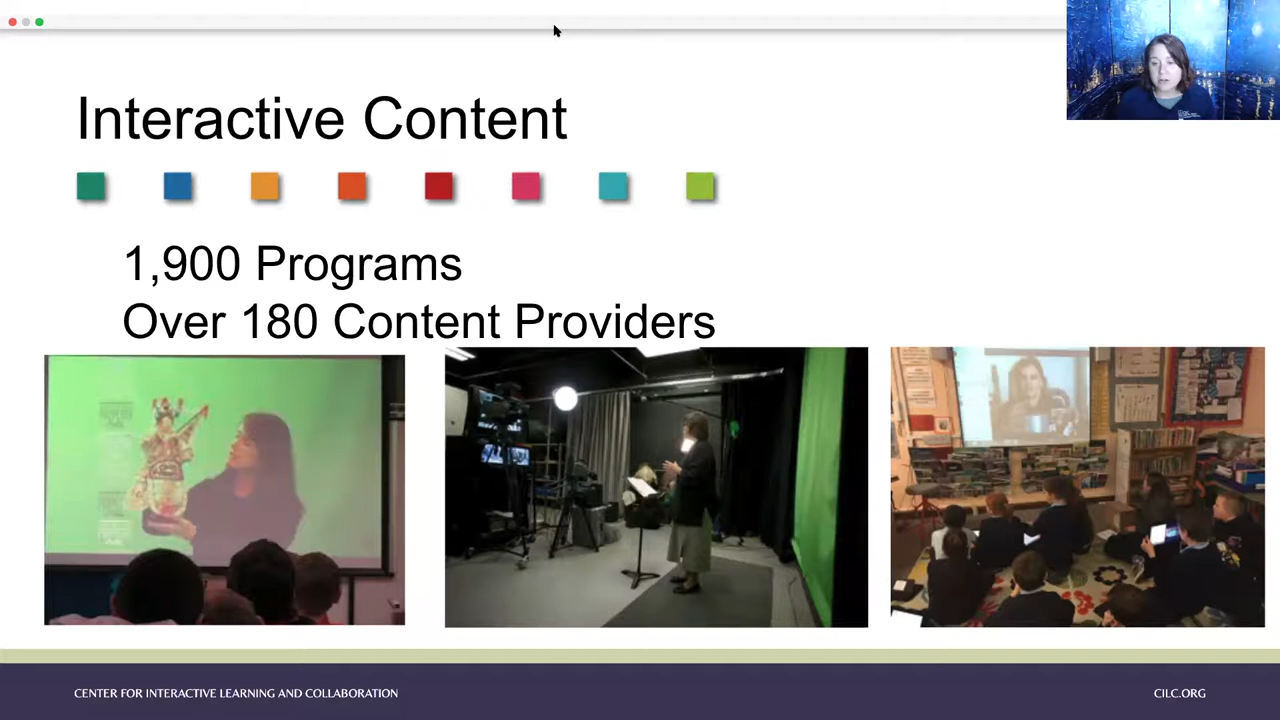 Interactive Content
1,900 Programs
Over 180 Content Providers
CENTER FOR INTERACTIVE LEARNING AND COLLABORATION
CILC.ORG